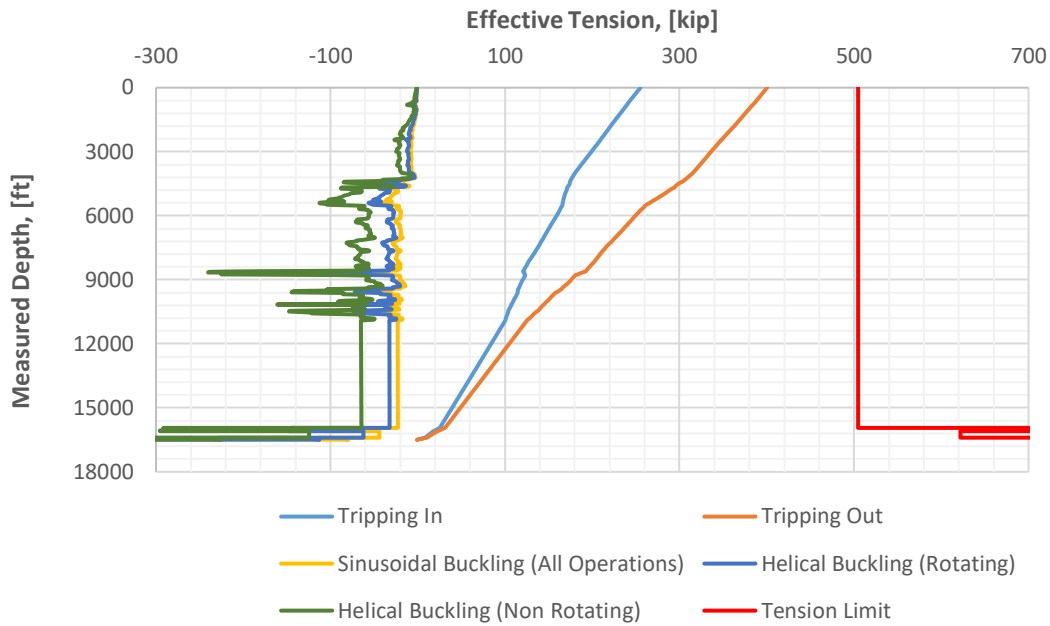 Effective Tension, [kip]
-300 -100 100 300 500 700
0
3000
6000
9000
12000
15000
18000
Measured Depth, [ft]
Tripping In Tripping Out
Sinusoidal Buckling (All Operations) Helical Buckling (Rotating)
Helical Buckling (Non Rotating) Tension Limit